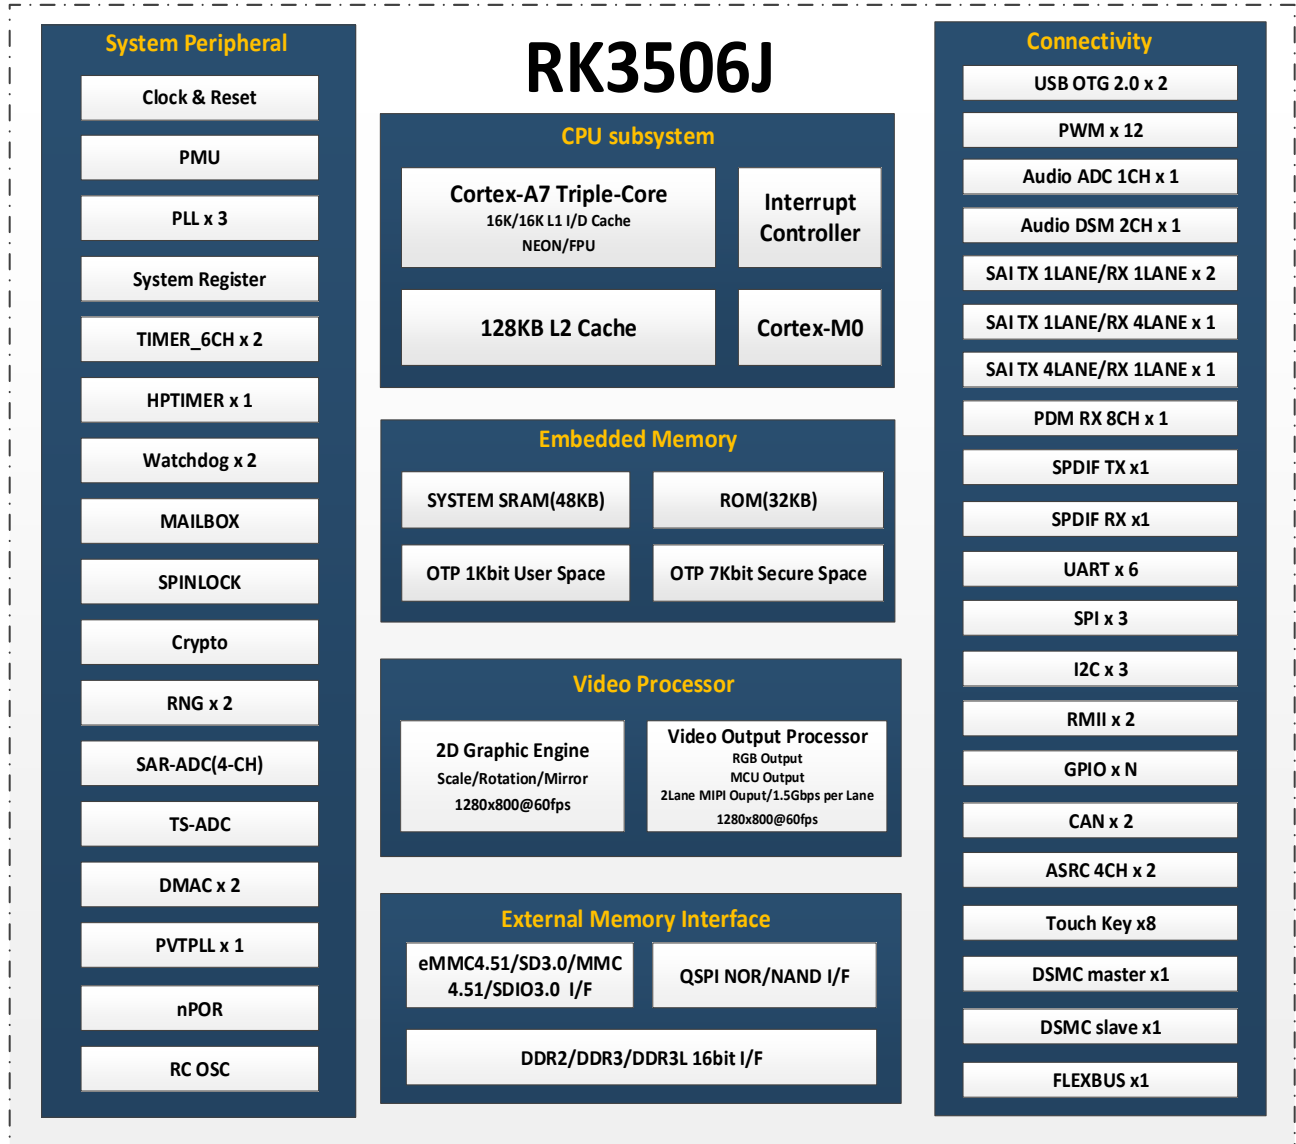 RK3506J
System Peripheral
Clock & Reset
PMU
PLL x 3
System Register
TIMER_6CH x 2
HPTIMER x 1
Watchdog x 2
MAILBOX
SPINLOCK
Crypto
RNG x 2
SAR-ADC(4-CH)
TS-ADC
DMAC x 2
PVTPLL x 1
nPOR
RC OSC
CPU subsystem
Cortex-A7 Triple-Core
16K/16K L1 I/D Cache
NEON/FPU
Interrupt
Controller
128KB L2 Cache
Cortex-M0
Embedded Memory
SYSTEM SRAM(48KB)
ROM(32KB)
OTP 1Kbit User Space
OTP 7Kbit Secure Space
Video Processor
2D Graphic Engine
Scale/Rotation/Mirror
1280x800@60fps
Video Output Processor
RGB Output
MCU Output
2Lane MIPI Ouput/1.5Gbps per Lane
1280x800@60fps
External Memory Interface
eMMC4.51/SD3.0/MMC
4.51/SDIO3.0 I/F
QSPI NOR/NAND I/F
DDR2/DDR3/DDR3L 16bit I/F
Connectivity
USB OTG 2.0 x 2
PWM x 12
Audio ADC 1CH x 1
Audio DSM 2CH x 1
SAI TX 1LANE/RX 1LANE x 2
SAI TX 1LANE/RX 4LANE x 1
SAI TX 4LANE/RX 1LANE x 1
PDM RX 8CH x 1
SPDIF TX x1
SPDIF RX x1
UART x 6
SPI x 3
I2C x 3
RMII x 2
GPIO x N
CAN x 2
ASRC 4CH x 2
Touch Key x8
DSMC master x1
DSMC slave x1
FLEXBUS x1